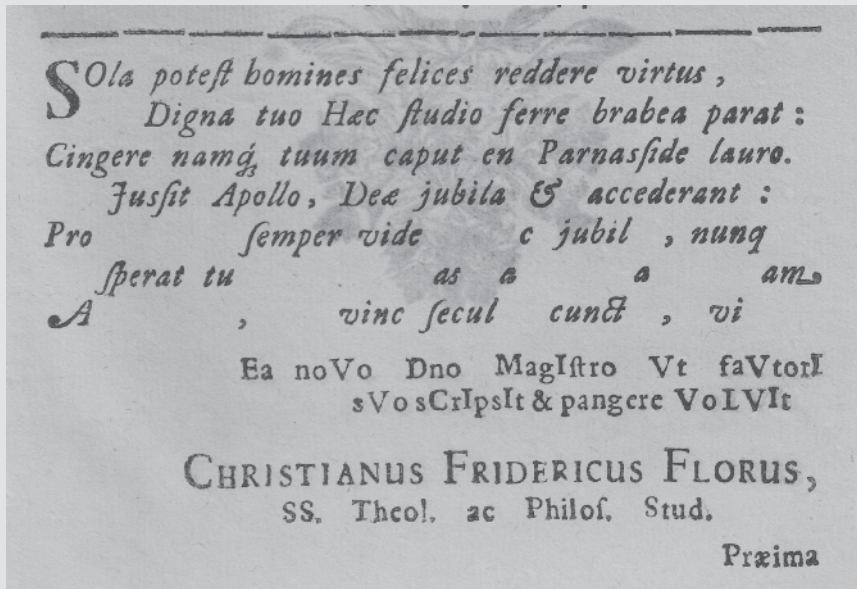 SOla poteſt homines felices reddere virtus,
Digna tuo Hæc ſtudio ferre brabea parat:
Cingere namq́ꝫ tuum caput en Parnasſide lauro.
Jusſit Apollo, Deæ jubila & accederant:
Pro ſemper vide c jubil , nunq
ſperat tu as a a am
A , vinc ſecul cunct , vi
Ea noVo Dno MagIſtro Vt faVtorI
sVo sCrIpsIt & pangere VoLVIt
CHRISTIANUS FRIDERICUS FLORUS,
SS. Theol. ac Philoſ. Stud.
Præima